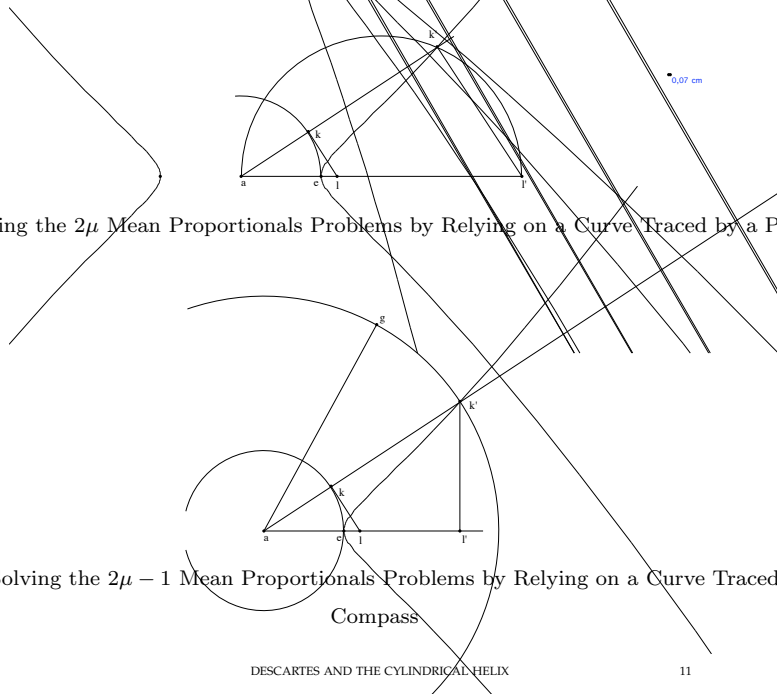 k'
0,07 cm
k
a e l l'
ing the 2μ Mean Proportionals Problems by Relying on a Curve Traced by a P
g
k'
k
a e l l'
olving the 2μ − 1 Mean Proportionals Problems by Relying on a Curve Traced
Compass
DESCARTES AND THE CYLINDRICAL HELIX 11